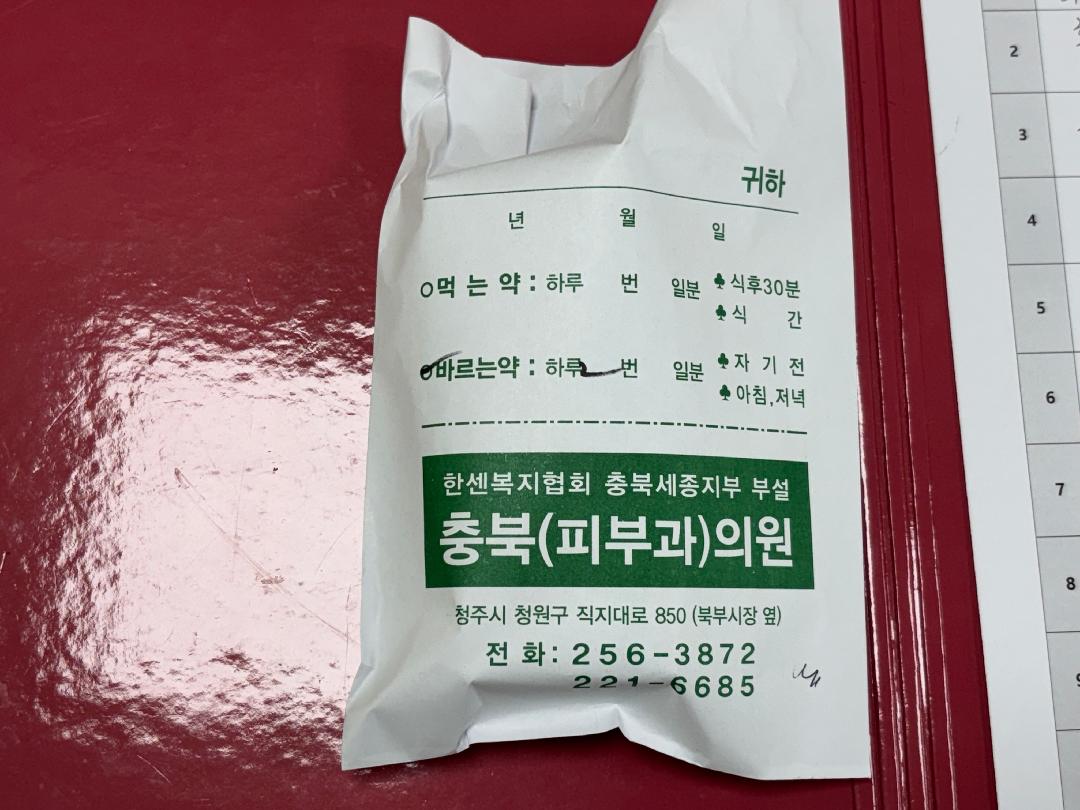 귀하
년 월 일
○먹 는 약 : 하루 번 일분 ♣식후30분
♣식 간
○바르는약 : 하루 번 일분 ♣자 기 전
♣아침,저녁
한센복지협회 충북세종지부 부설
충북(피부과)의원
청주시 청원구 직지대로 850 (북부시장 옆)
전 화 : 256-3872
221-6685
2
3
4
5
6
7
8
9